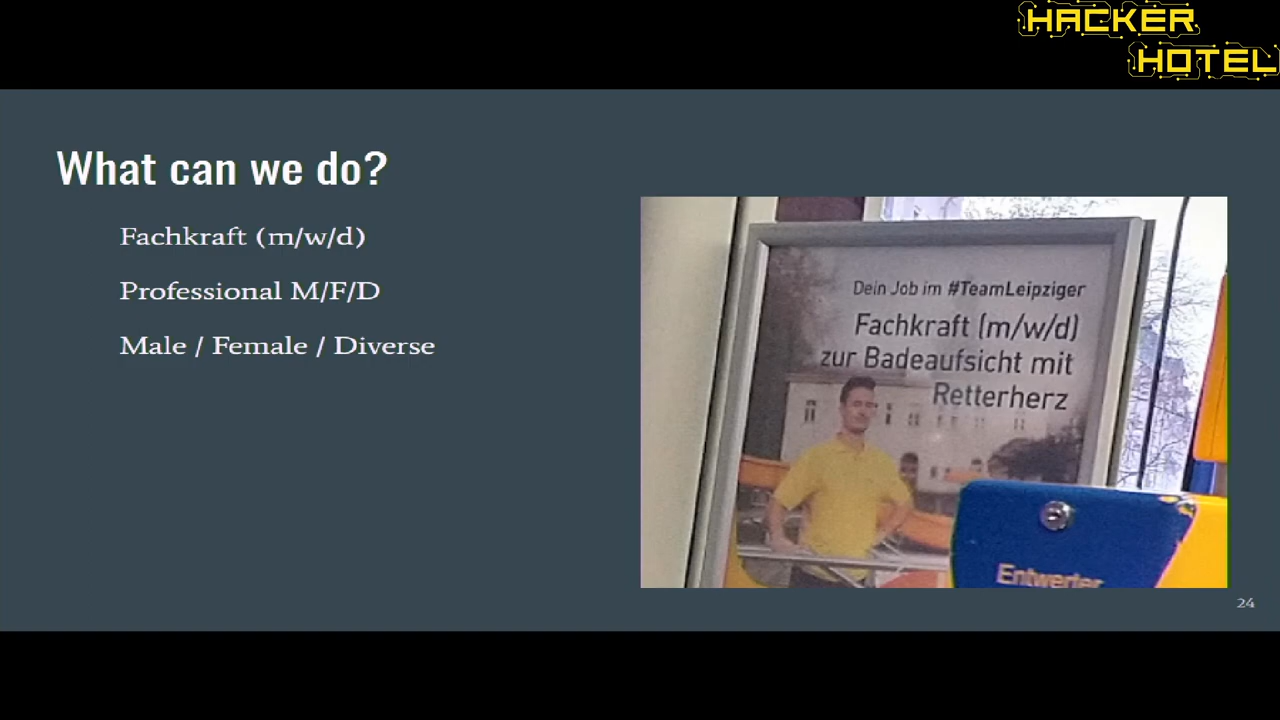 HACKER
HOTEL
What can we do?
Fachkraft (m/w/d)
Professional M/F/D
Male / Female / Diverse
Dein Job im #TeamLeipziger
Fachkraft (m/w/d)
zur Badeaufsicht mit
Retterherz
Entwerter
24